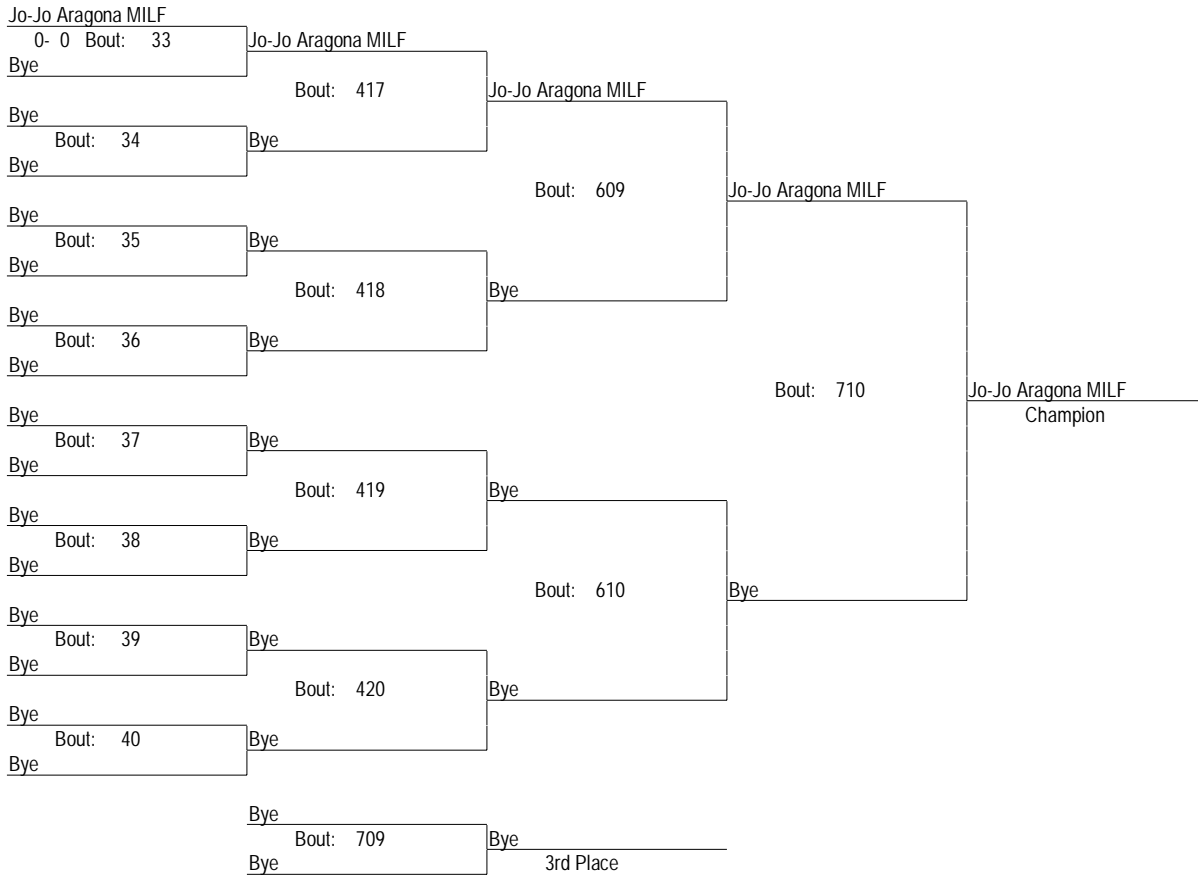 Jo-Jo Aragona MILF
0- 0 Bout: 33
Jo-Jo Aragona MILF
Bye
Bout: 417
Jo-Jo Aragona MILF
Bye
Bout: 34
Bye
Bye
Bout: 609
Jo-Jo Aragona MILF
Bye
Bout: 35
Bye
Bye
Bout: 418
Bye
Bye
Bout: 36
Bye
Bye
Bout: 710
Jo-Jo Aragona MILF
Champion
Bye
Bout: 37
Bye
Bye
Bout: 419
Bye
Bye
Bout: 38
Bye
Bye
Bout: 610
Bye
Bye
Bout: 39
Bye
Bye
Bout: 420
Bye
Bye
Bout: 40
Bye
Bye
Bye
Bout: 709
Bye
Bye
3rd Place